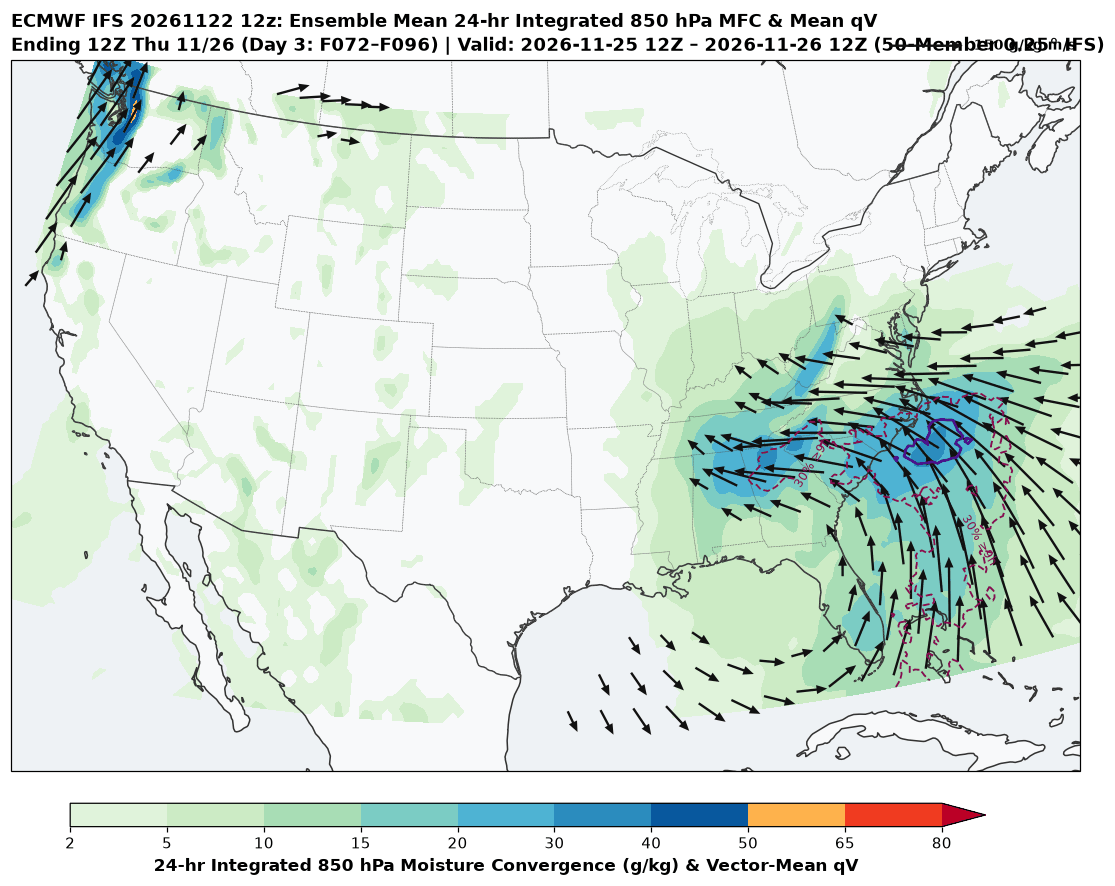 ECMWF IFS 20261122 12z: Ensemble Mean 24-hr Integrated 850 hPa MFC & Mean qV
Ending 12Z Thu 11/26 (Day 3: F072–F096) | Valid: 2026-11-25 12Z – 2026-11-26 12Z (50-Member 0.25° IFS)
30%
30%
2 5 10 15 20 30 40 50 65 80
24-hr Integrated 850 hPa Moisture Convergence (g/kg) & Vector-Mean qV